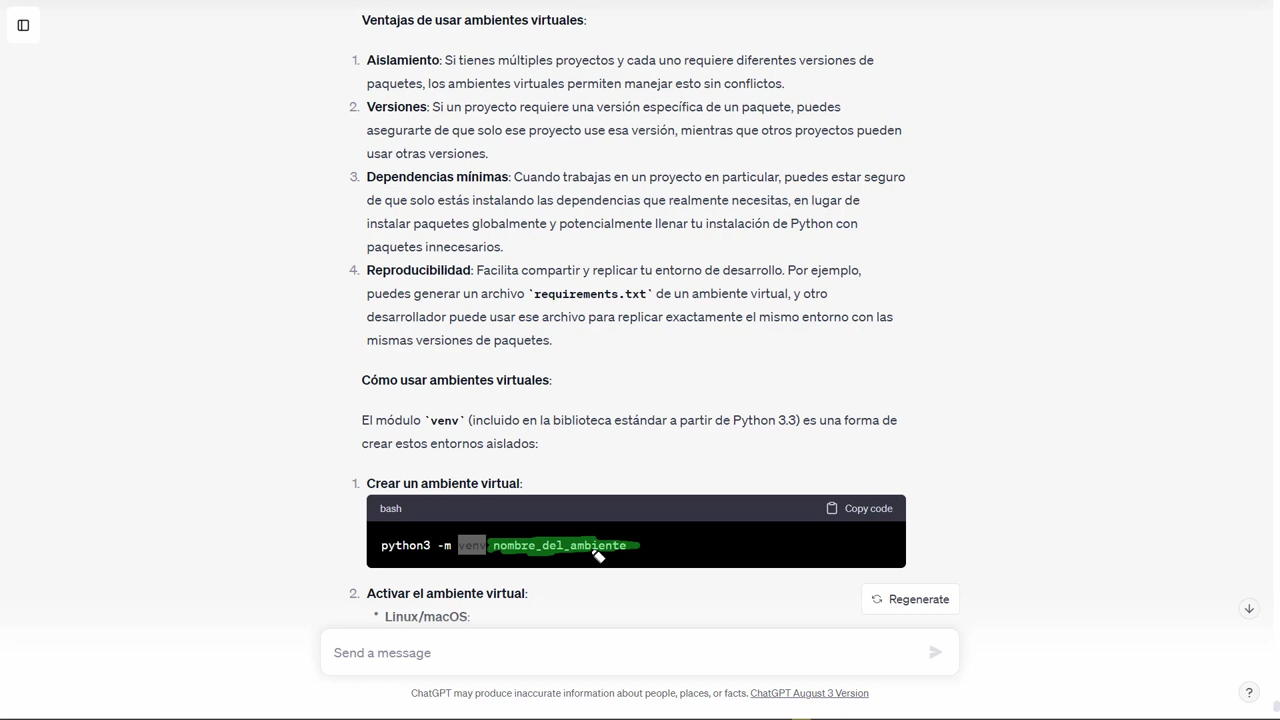 Ventajas de usar ambientes virtuales:
1. Aislamiento: Si tienes múltiples proyectos y cada uno requiere diferentes versiones de
paquetes, los ambientes virtuales permiten manejar esto sin conflictos.
2. Versiones: Si un proyecto requiere una versión específica de un paquete, puedes
asegurarte de que solo ese proyecto use esa versión, mientras que otros proyectos pueden
usar otras versiones.
3. Dependencias mínimas: Cuando trabajas en un proyecto en particular, puedes estar seguro
de que solo estás instalando las dependencias que realmente necesitas, en lugar de
instalar paquetes globalmente y potencialmente llenar tu instalación de Python con
paquetes innecesarios.
4. Reproducibilidad: Facilita compartir y replicar tu entorno de desarrollo. Por ejemplo,
puedes generar un archivo `requirements.txt` de un ambiente virtual, y otro
desarrollador puede usar ese archivo para replicar exactamente el mismo entorno con las
mismas versiones de paquetes.
Cómo usar ambientes virtuales:
El módulo `venv` (incluido en la biblioteca estándar a partir de Python 3.3) es una forma de
crear estos entornos aislados:
1. Crear un ambiente virtual:
bash Copy code
python3 -m venv nombre_del_ambiente
2. Activar el ambiente virtual:
Regenerate
• Linux/macOS:
Send a message
ChatGPT may produce inaccurate information about people, places, or facts. ChatGPT August 3 Version
?